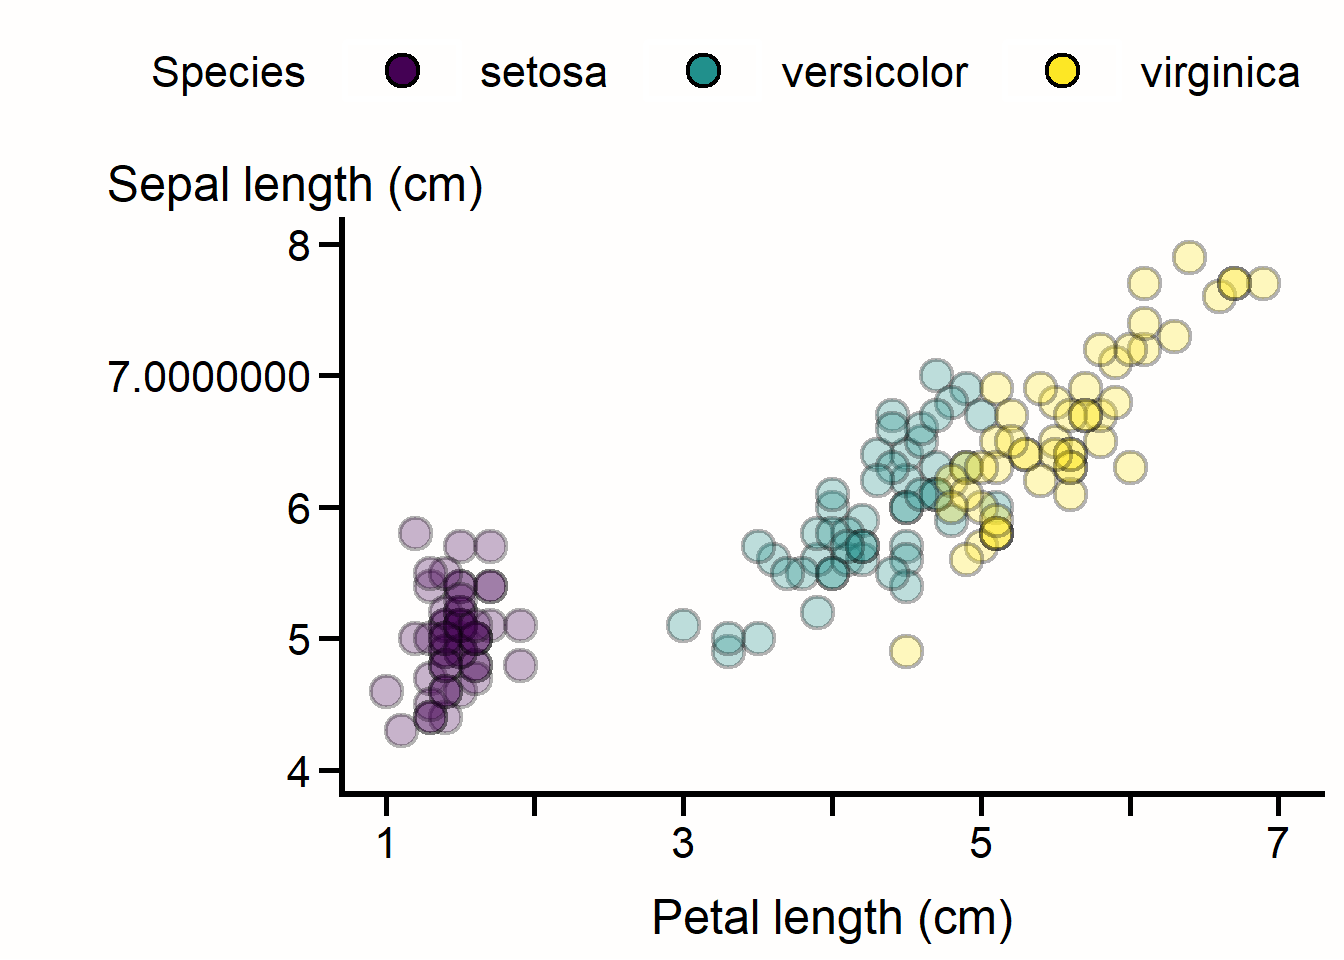 Species setosa versicolor virginica
Sepal length (cm)
8
7.0000000
6
5
4
1 3 5 7
Petal length (cm)